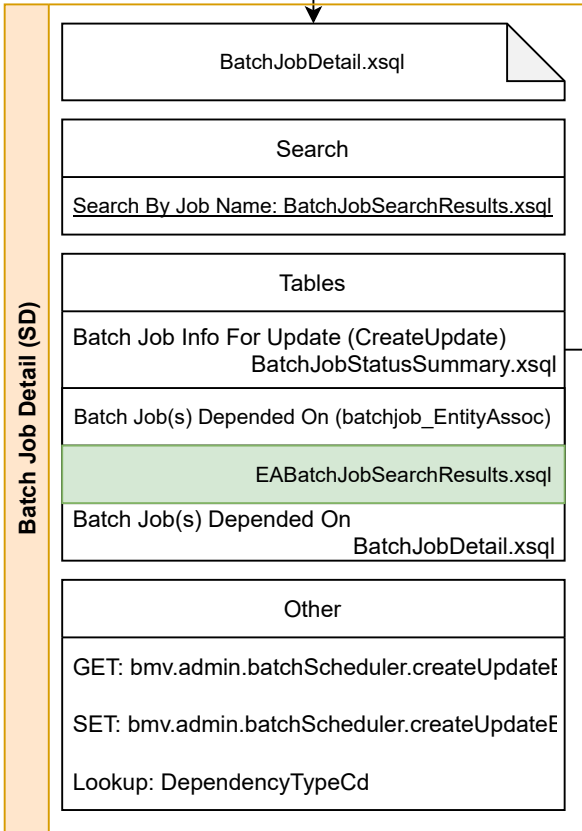 Batch Job Detail (SD)
BatchJobDetail.xsql
Search
Search By Job Name: BatchJobSearchResults.xsql
Tables
Batch Job Info For Update (CreateUpdate)
BatchJobStatusSummary.xsql
Batch Job(s) Depended On (batchjob_EntityAssoc)
EABatchJobSearchResults.xsql
Batch Job(s) Depended On
BatchJobDetail.xsql
Other
GET: bmv.admin.batchScheduler.createUpdate
SET: bmv.admin.batchScheduler.createUpdate
Lookup: DependencyTypeCd